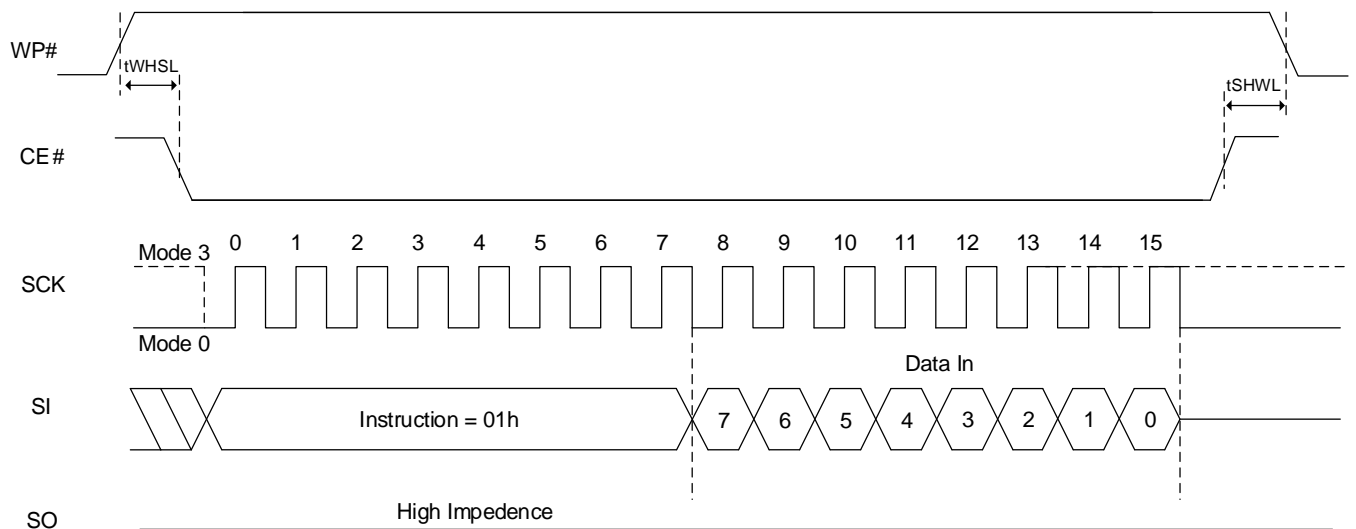 WP#
tWHSL
tSHWL
CE#
Mode 3
0 1 2 3 4 5 6 7 8 9 10 11 12 13 14 15
SCK
Mode 0
Data In
SI
Instruction = 01h
7 6 5 4 3 2 1 0
High Impedence
SO